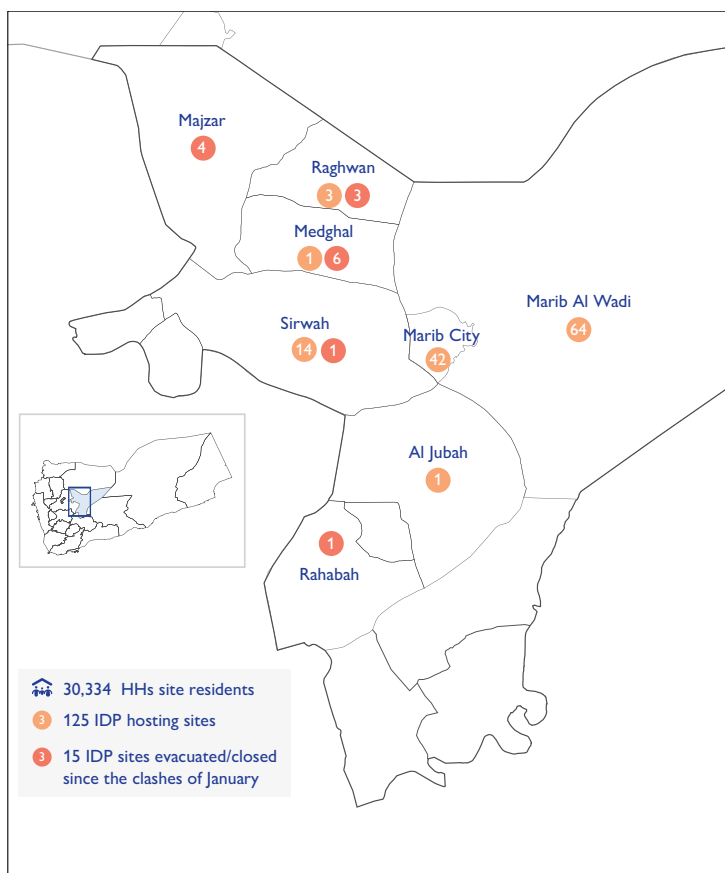 Majzar
4
Raghwan
3 3
Medghal
1 6
Marib Al Wadi
64
Sirwah
14 1
Marib City
42
Al Jubah
1
1
Rahabah
30,334 HHs site residents
3 125 IDP hosting sites
3 15 IDP sites evacuated/closed
since the clashes of January